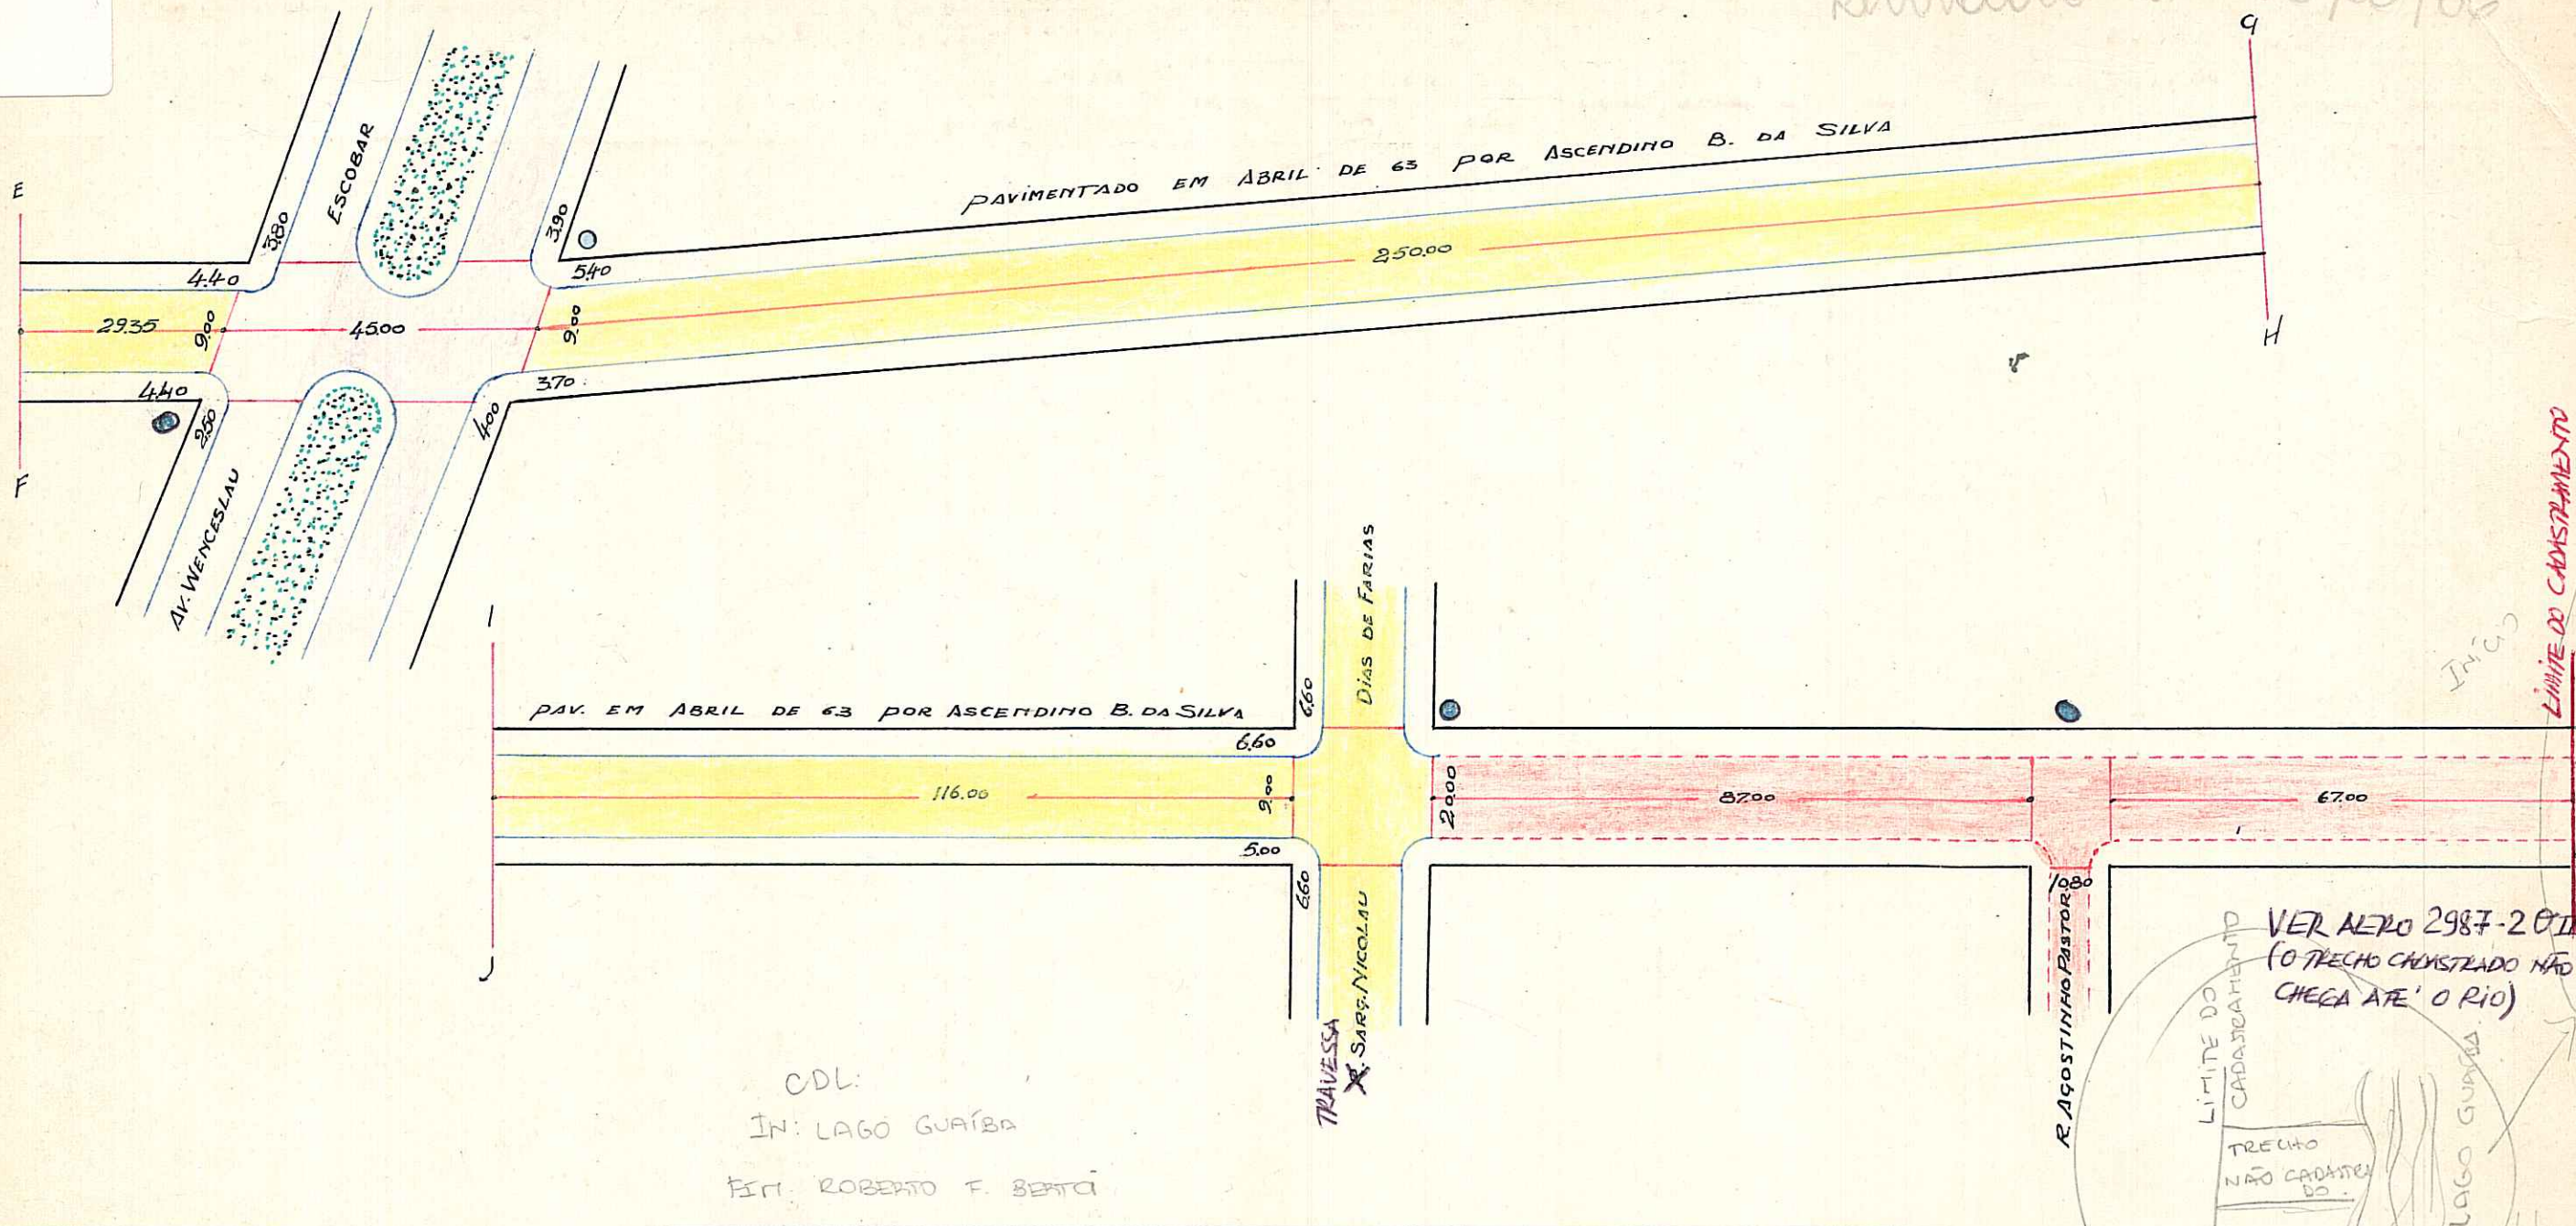 G
E
ESCOBAR
3.80
3.90
PAVIMENTADO EM ABRIL DE 63 POR ASCENDINO B. DA SILVA
4.40
5.40
250.00
29.35
9.00
45.00
9.00
H
4.40
2.50
3.70
4.00
F
AV. WENCESLAU
LIMITE DO CADASTRAMENTO
INÍCIO
I
DIAS DE FARIAS
PAV. EM ABRIL DE 63 POR ASCENDINO B. DA SILVA
6.60
6.60
116.00
9.00
20.00
87.00
67.00
5.00
6.60
J
TRAVESSA
R. SARG. NICOLAU
10.80
R. AGOSTINHO PASTOR
VER AERO 2987-2
(O TRECHO CADASTRADO NÃO
CHEGA ATÉ O RIO)
LIMITE DO
CADASTRAMENTO
TRECHO
NÃO CADASTRA
DO.
LAGO GUAÍBA.
CDL:
IN: LAGO GUAÍBA
FIM: ROBERTO F. BERTA